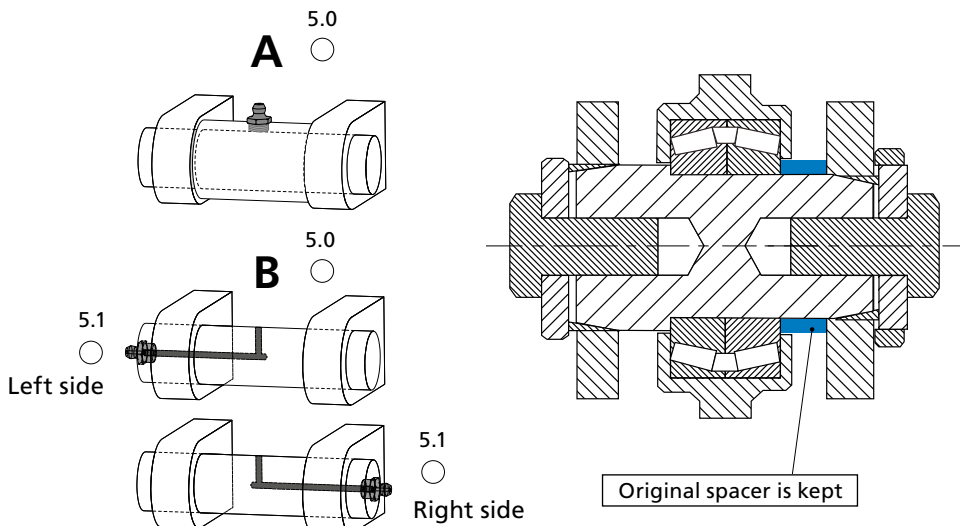 5.0
A
5.0
B
5.1
Left side
5.1
Right side
Original spacer is kept